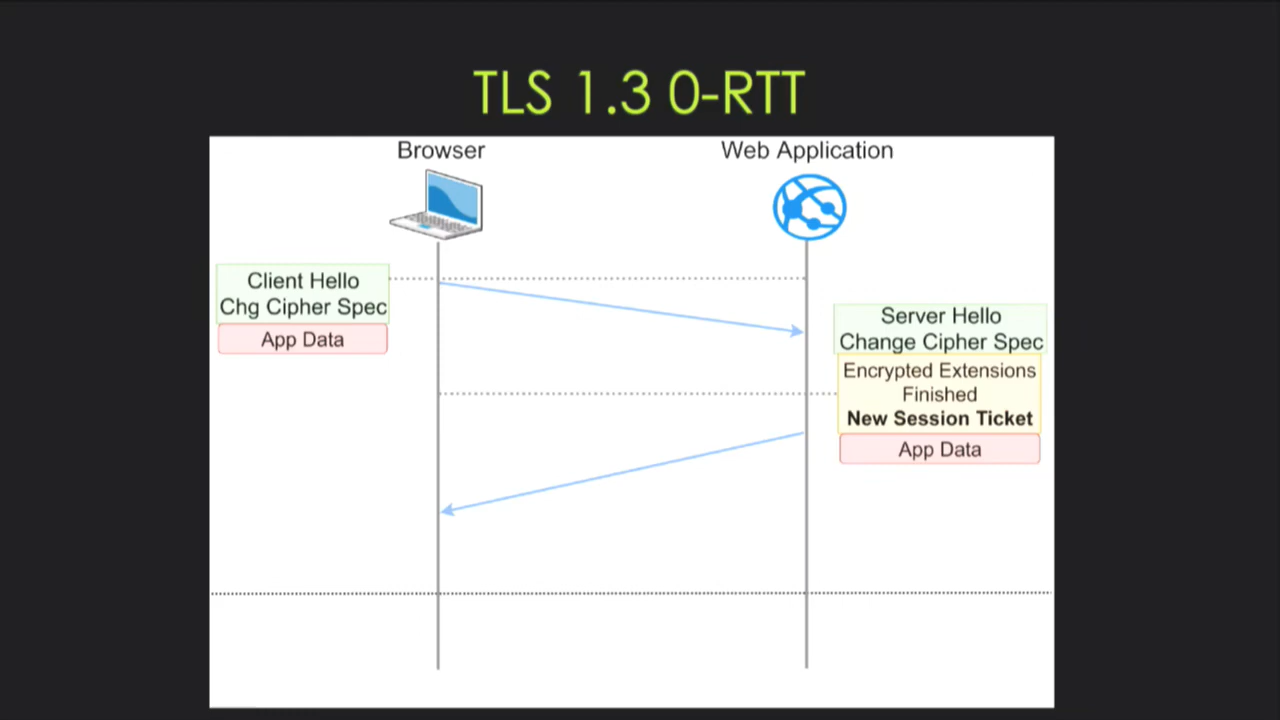 TLS 1.3 0-RTT
Browser
Web Application
Client Hello
Chg Cipher Spec
App Data
Server Hello
Change Cipher Spec
Encrypted Extensions
Finished
New Session Ticket
App Data